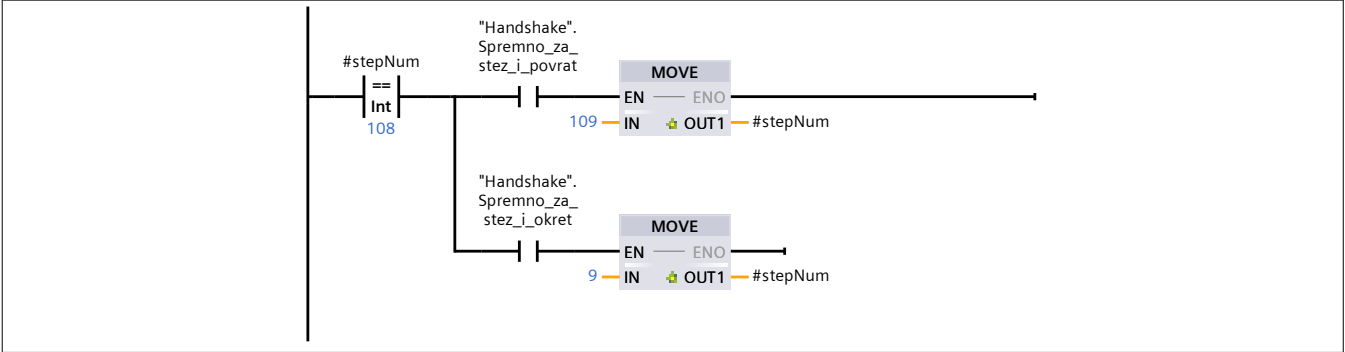 "Handshake".
Spremno_za_
stez_i_povrat
#stepNum
==
Int
108
MOVE
EN ENO
109 IN OUT1 #stepNum
"Handshake".
Spremno_za_
stez_i_okret
MOVE
EN ENO
9 IN OUT1 #stepNum